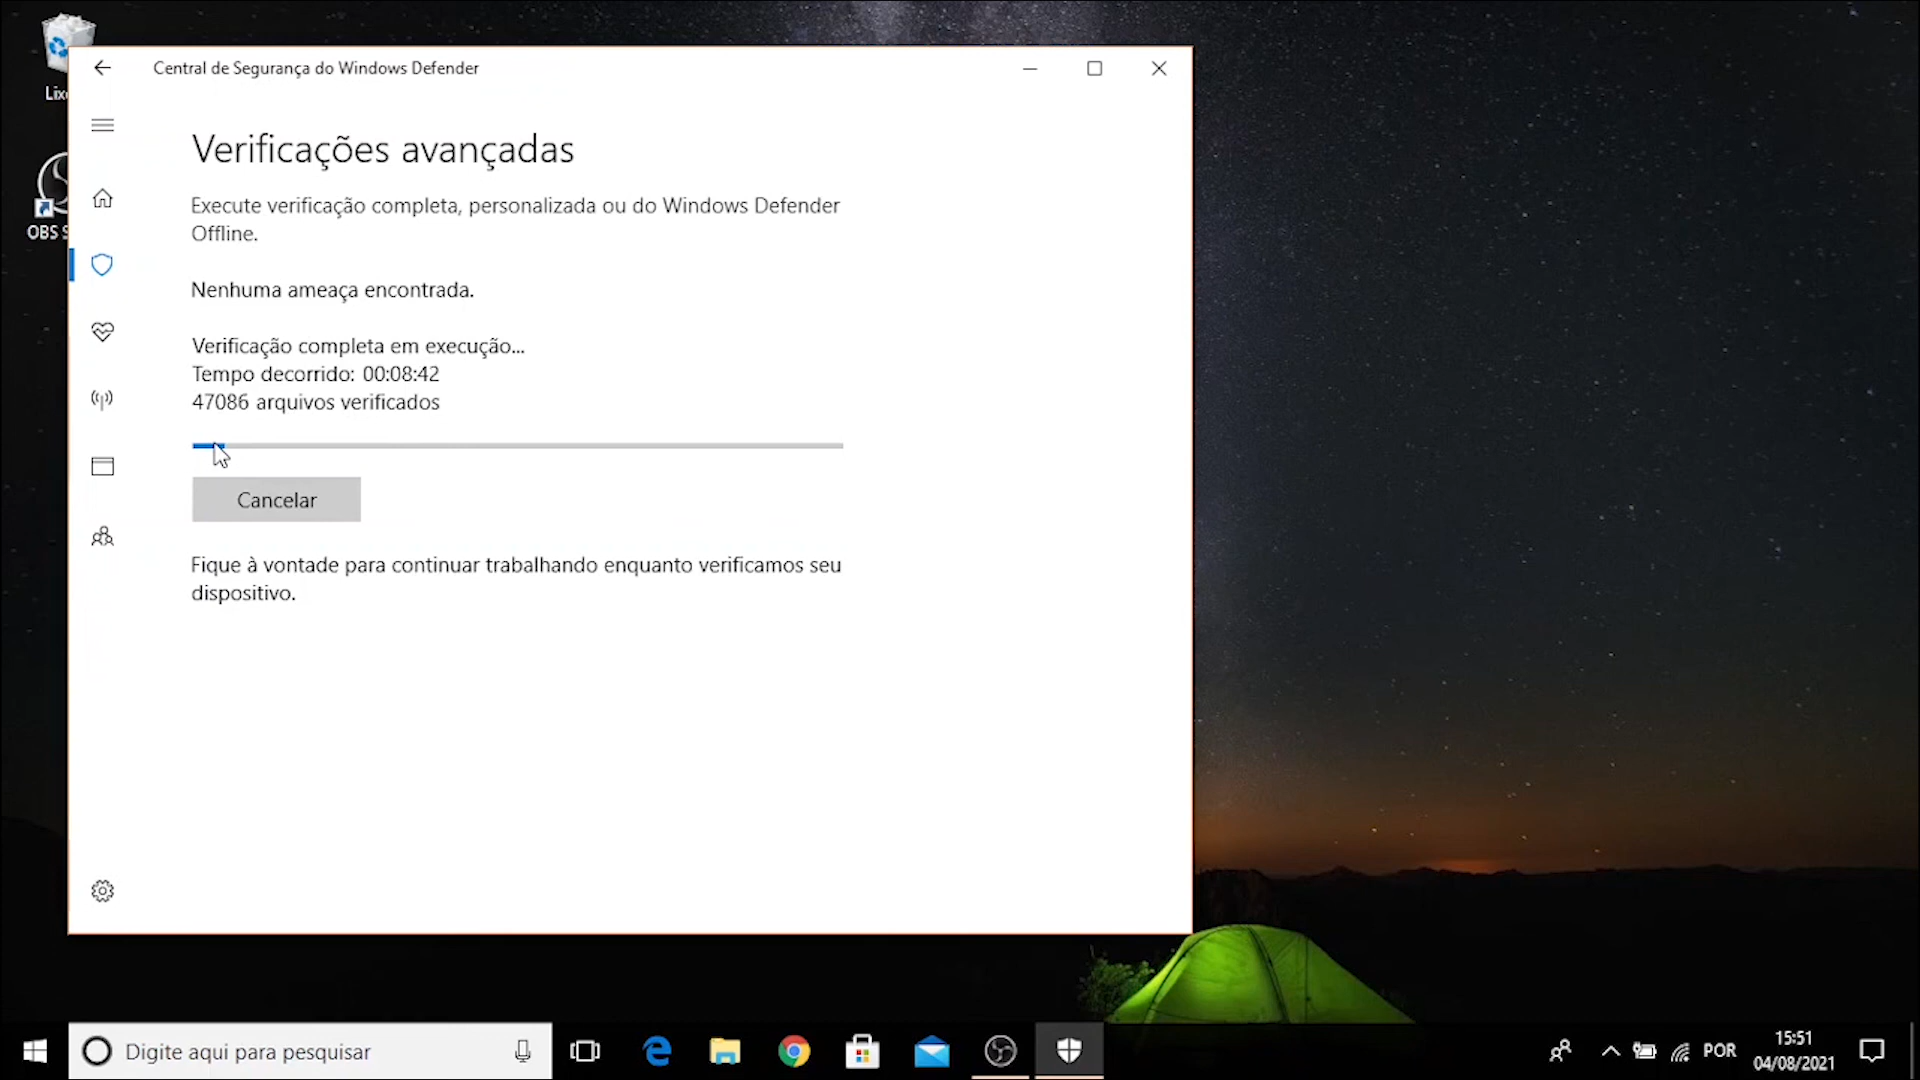 Lix
OBS S
Central de Segurança do Windows Defender
Verificações avançadas
Execute verificação completa, personalizada ou do Windows Defender
Offline.
Nenhuma ameaça encontrada.
Verificação completa em execução...
Tempo decorrido: 00:08:42
47086 arquivos verificados
Cancelar
Fique à vontade para continuar trabalhando enquanto verificamos seu
dispositivo.
Digite aqui para pesquisar
POR
15:51
04/08/2021